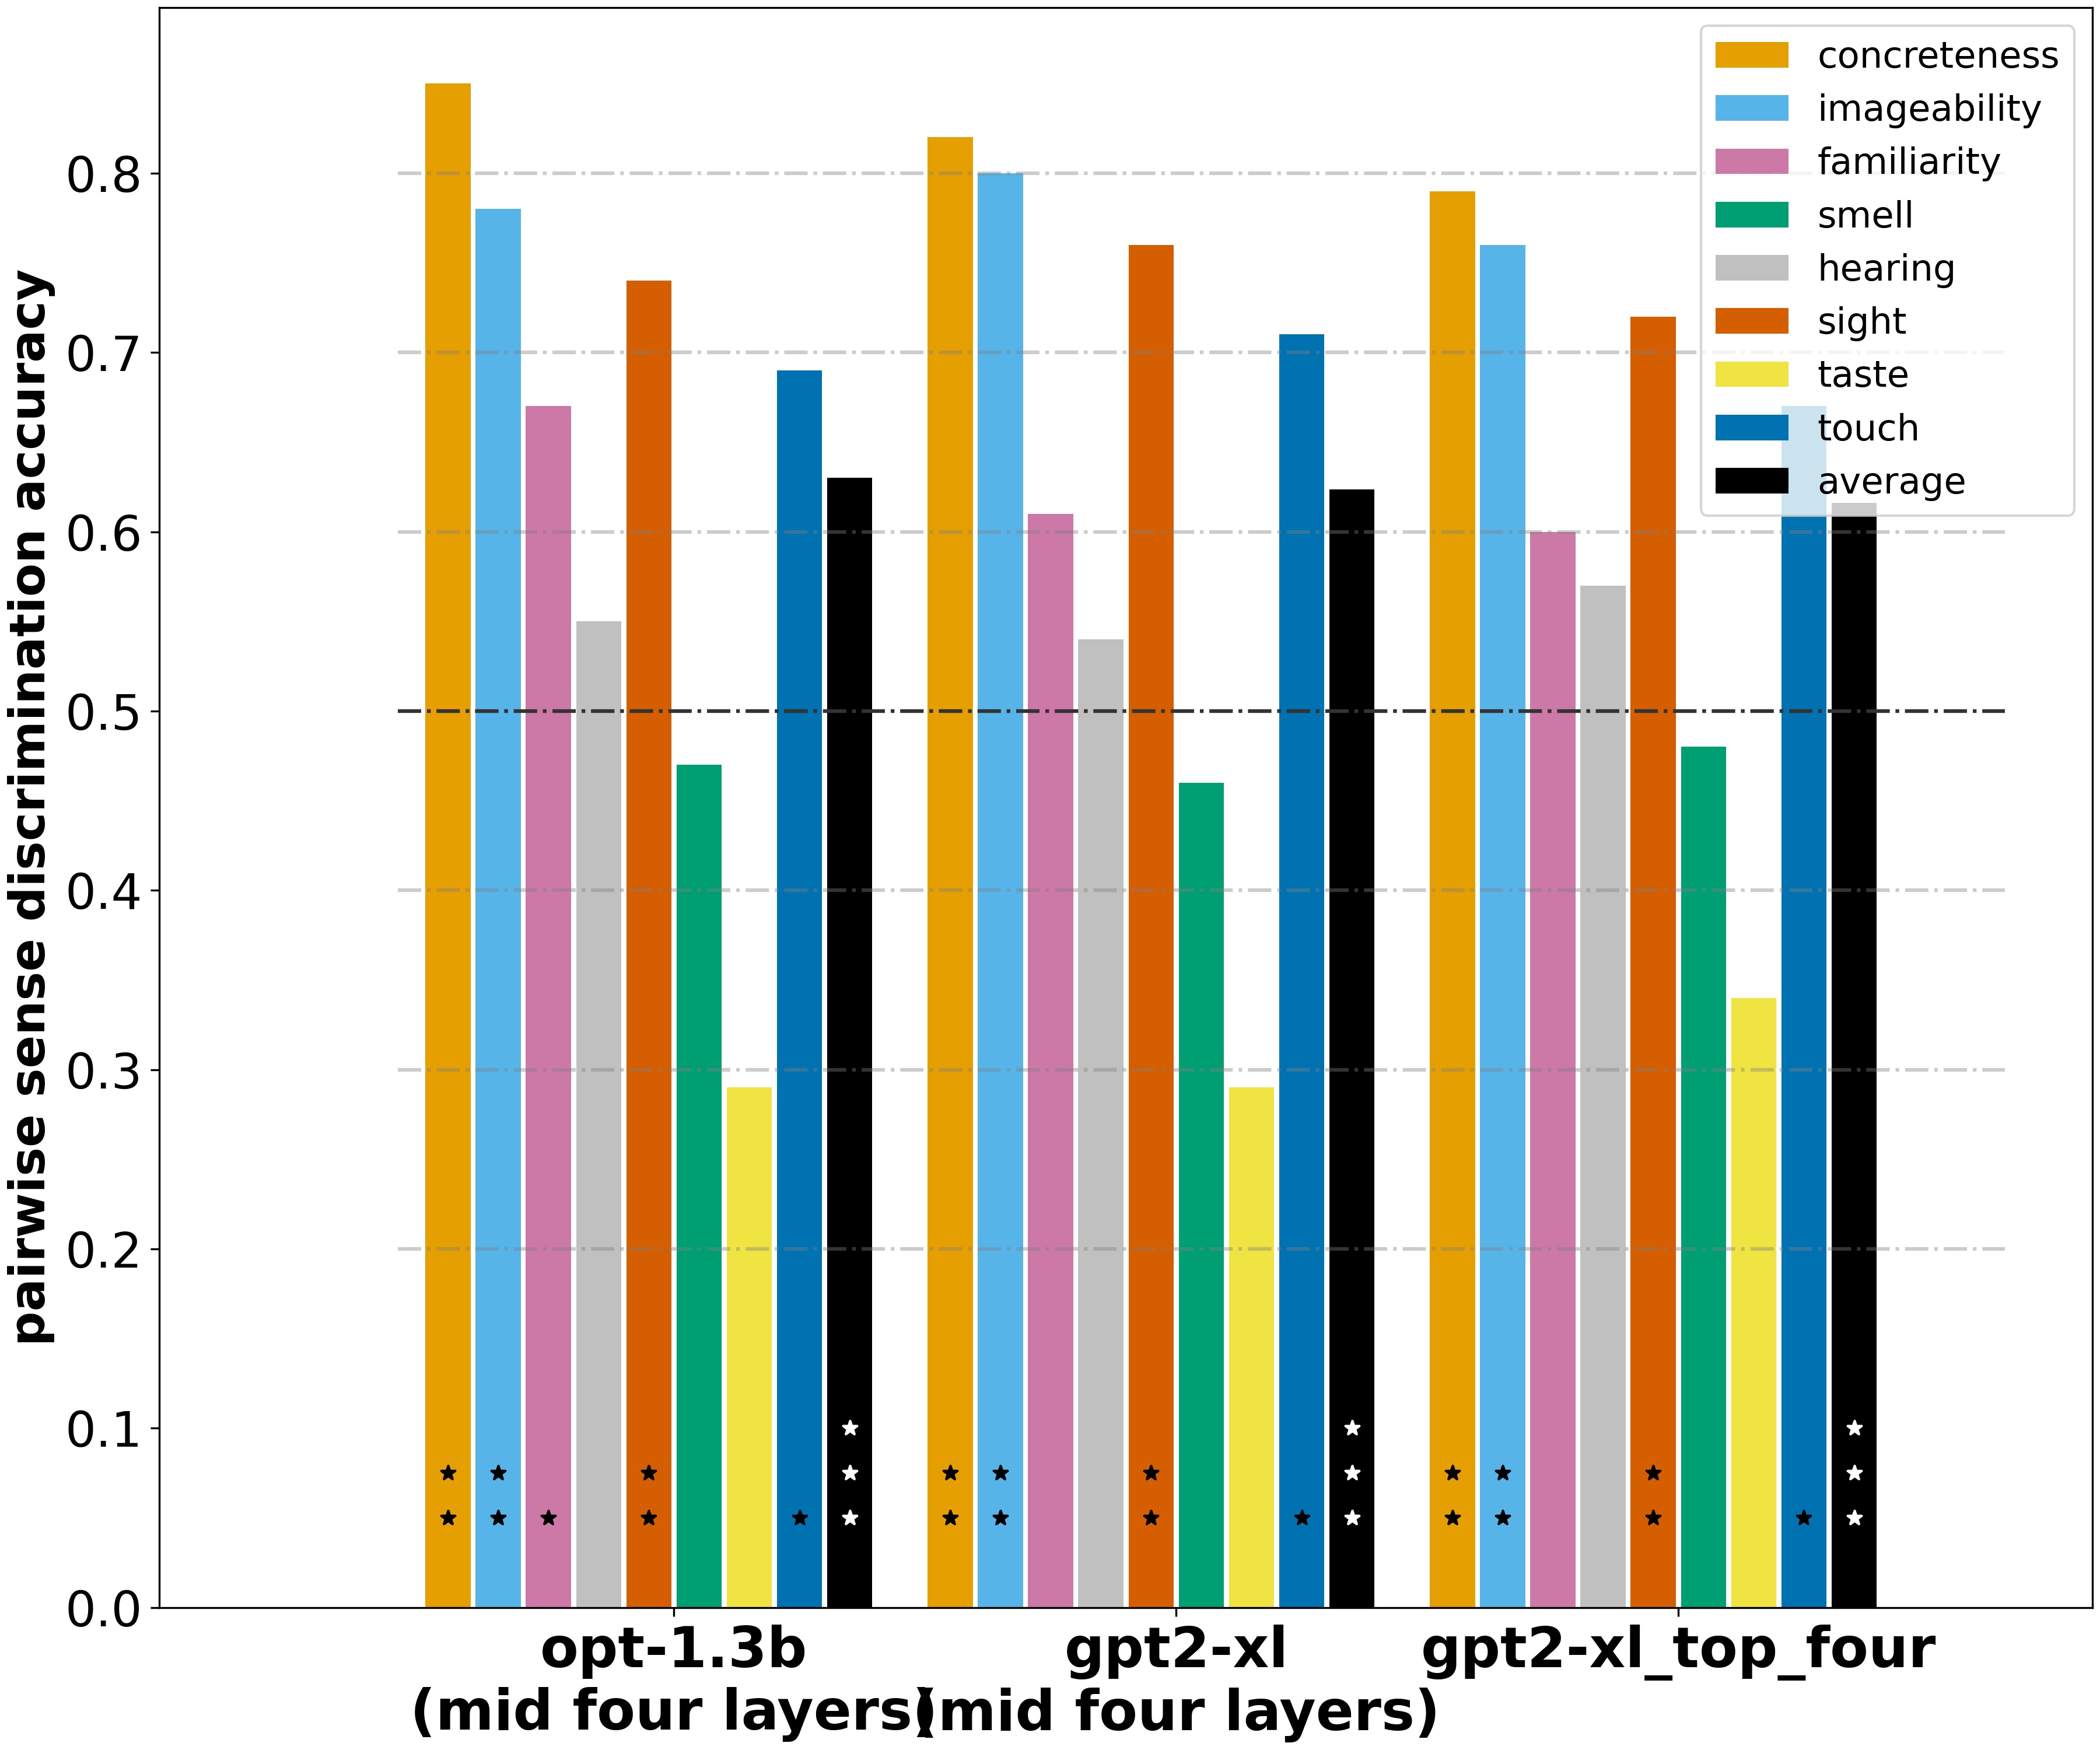 pairwise sense discrimination accuracy
0.8
0.7
0.6
0.5
0.4
0.3
0.2
0.1
0.0
concreteness
imageability
familiarity
smell
hearing
sight
taste
touch
average
opt-1.3b
(mid four layers)
gpt2-xl
(mid four layers)
gpt2-xl_top_four